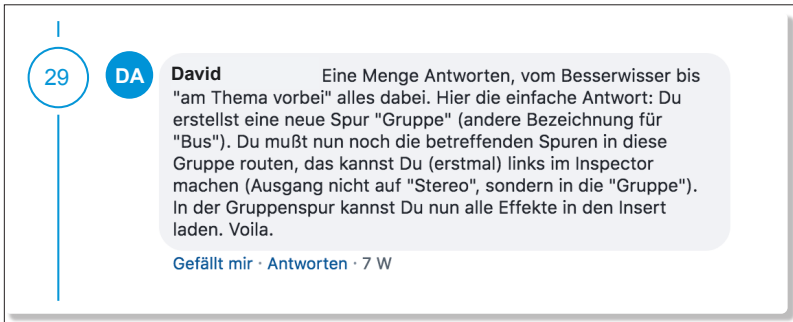 29
DA
David Eine Menge Antworten, vom Besserwisser bis
"am Thema vorbei" alles dabei. Hier die einfache Antwort: Du
erstellst eine neue Spur "Gruppe" (andere Bezeichnung für
"Bus"). Du mußt nun noch die betreffenden Spuren in diese
Gruppe routen, das kannst Du (erstmal) links im Inspector
machen (Ausgang nicht auf "Stereo", sondern in die "Gruppe").
In der Gruppenspur kannst Du nun alle Effekte in den Insert
laden. Voila.
Gefällt mir · Antworten · 7 W